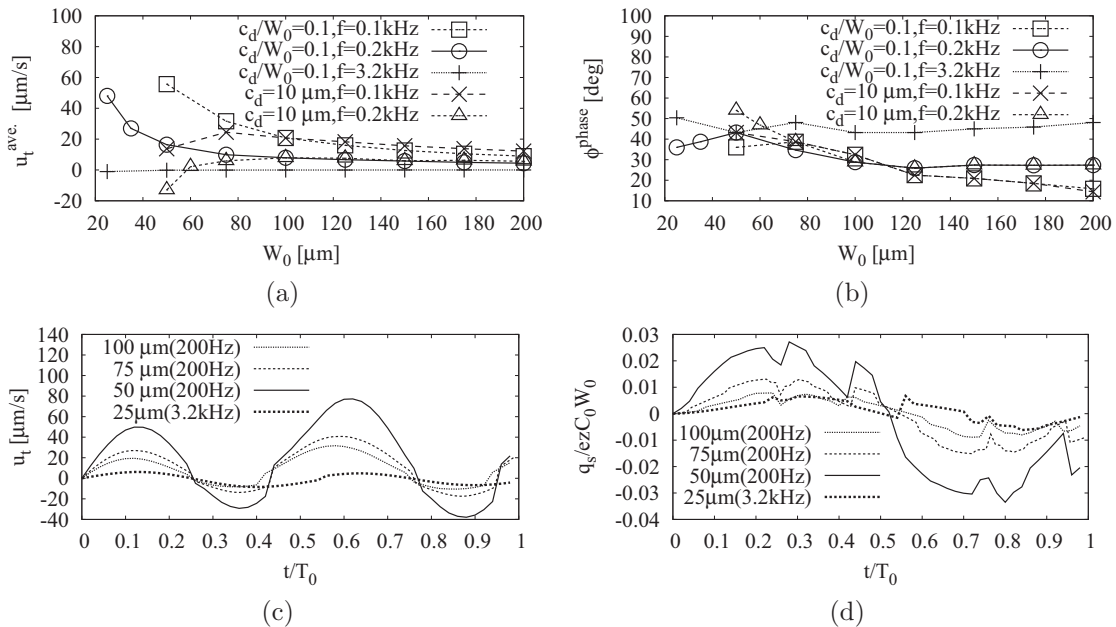 100
80
60
40
20
0
-20
u_t^ave. [μm/s]
c_d/W_0=0.1,f=0.1kHz
c_d/W_0=0.1,f=0.2kHz
c_d/W_0=0.1,f=3.2kHz
c_d=10 μm,f=0.1kHz
c_d=10 μm,f=0.2kHz
20 40 60 80 100 120 140 160 180 200
W_0 [μm]
(a)
100
90
80
70
60
50
40
30
20
10
ϕ^phase [deg]
c_d/W_0=0.1,f=0.1kHz
c_d/W_0=0.1,f=0.2kHz
c_d/W_0=0.1,f=3.2kHz
c_d=10 μm,f=0.1kHz
c_d=10 μm,f=0.2kHz
20 40 60 80 100 120 140 160 180 200
W_0 [μm]
(b)
140
120
100
80
60
40
20
0
-20
-40
u_t [μm/s]
100 μm(200Hz)
75 μm(200Hz)
50 μm(200Hz)
25μm(3.2kHz)
0 0.1 0.2 0.3 0.4 0.5 0.6 0.7 0.8 0.9 1
t/T_0
(c)
0.03
0.02
0.01
0
-0.01
-0.02
-0.03
-0.04
q_s/ezC_0W_0
100μm(200Hz)
75μm(200Hz)
50μm(200Hz)
25μm(3.2kHz)
0 0.1 0.2 0.3 0.4 0.5 0.6 0.7 0.8 0.9 1
t/T_0
(d)